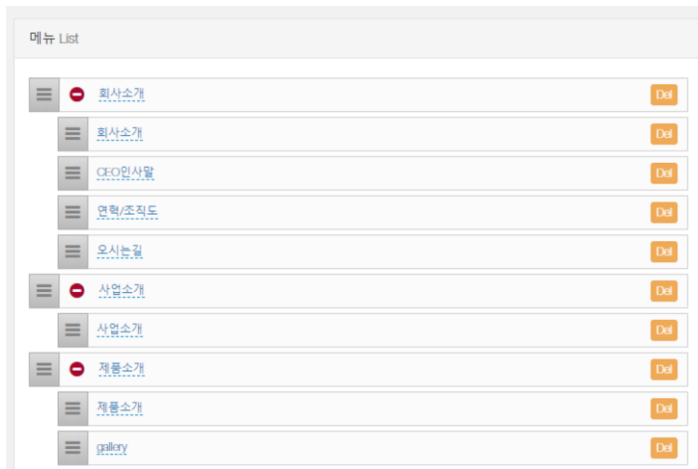 메뉴 List
회사소개 Del
회사소개 Del
CEO인사말 Del
연혁/조직도 Del
오시는길 Del
사업소개 Del
사업소개 Del
제품소개 Del
제품소개 Del
gallery Del